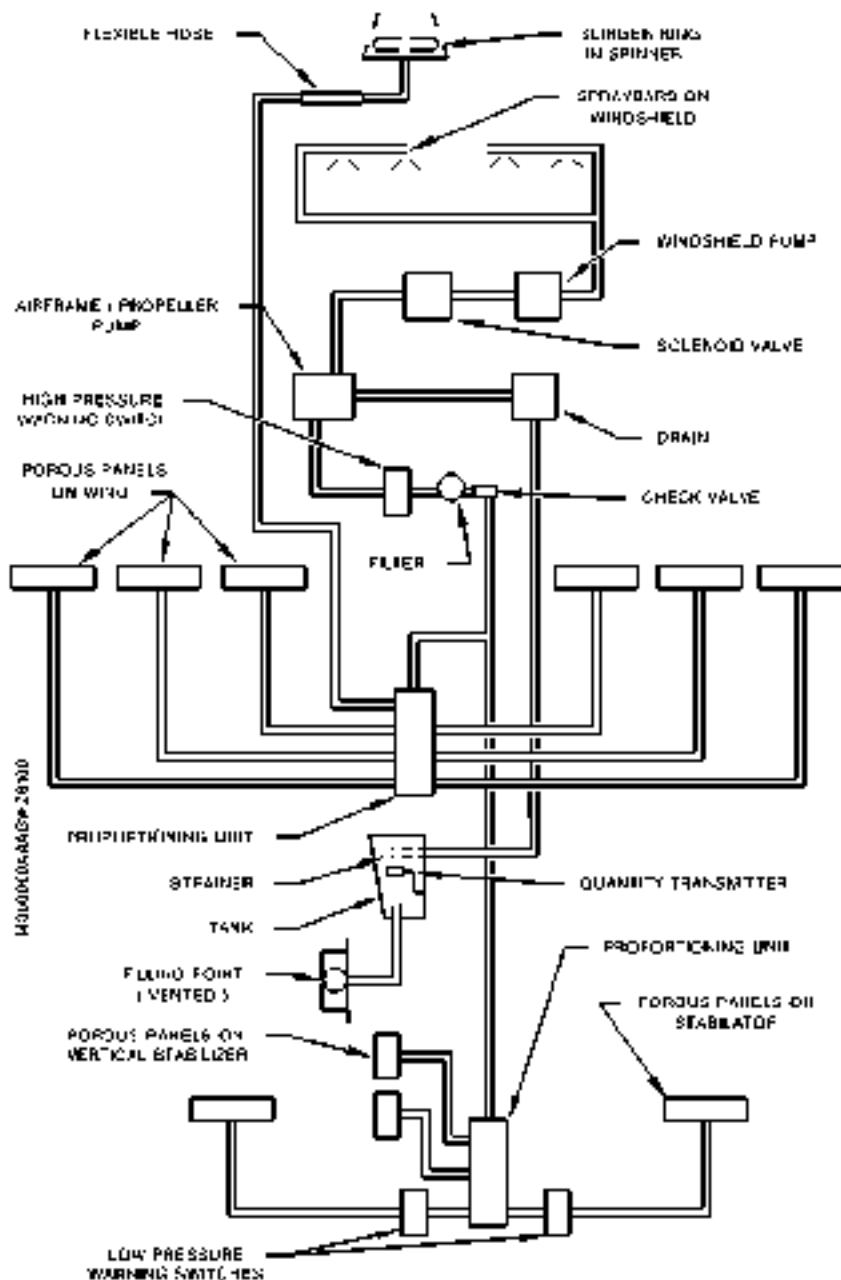 FLEXIBLE HOSE
SLINGER RING
IN SPINNER
SPRAYBARS ON
WINDSHIELD
WINDSHIELD PUMP
AIRFRAME / PROPELLER
PUMP
SOLENOID VALVE
HIGH PRESSURE
WARNING SWITCH
DRAIN
POROUS PANELS
ON WING
CHECK VALVE
FILTER
PROPORTIONING UNIT
STRAINER
QUANTITY TRANSMITTER
TANK
PROPORTIONING UNIT
FILLING POINT
( VENTED )
POROUS PANELS ON
STABILATOR
POROUS PANELS ON
VERTICAL STABILIZER
LOW PRESSURE
WARNING SWITCHES